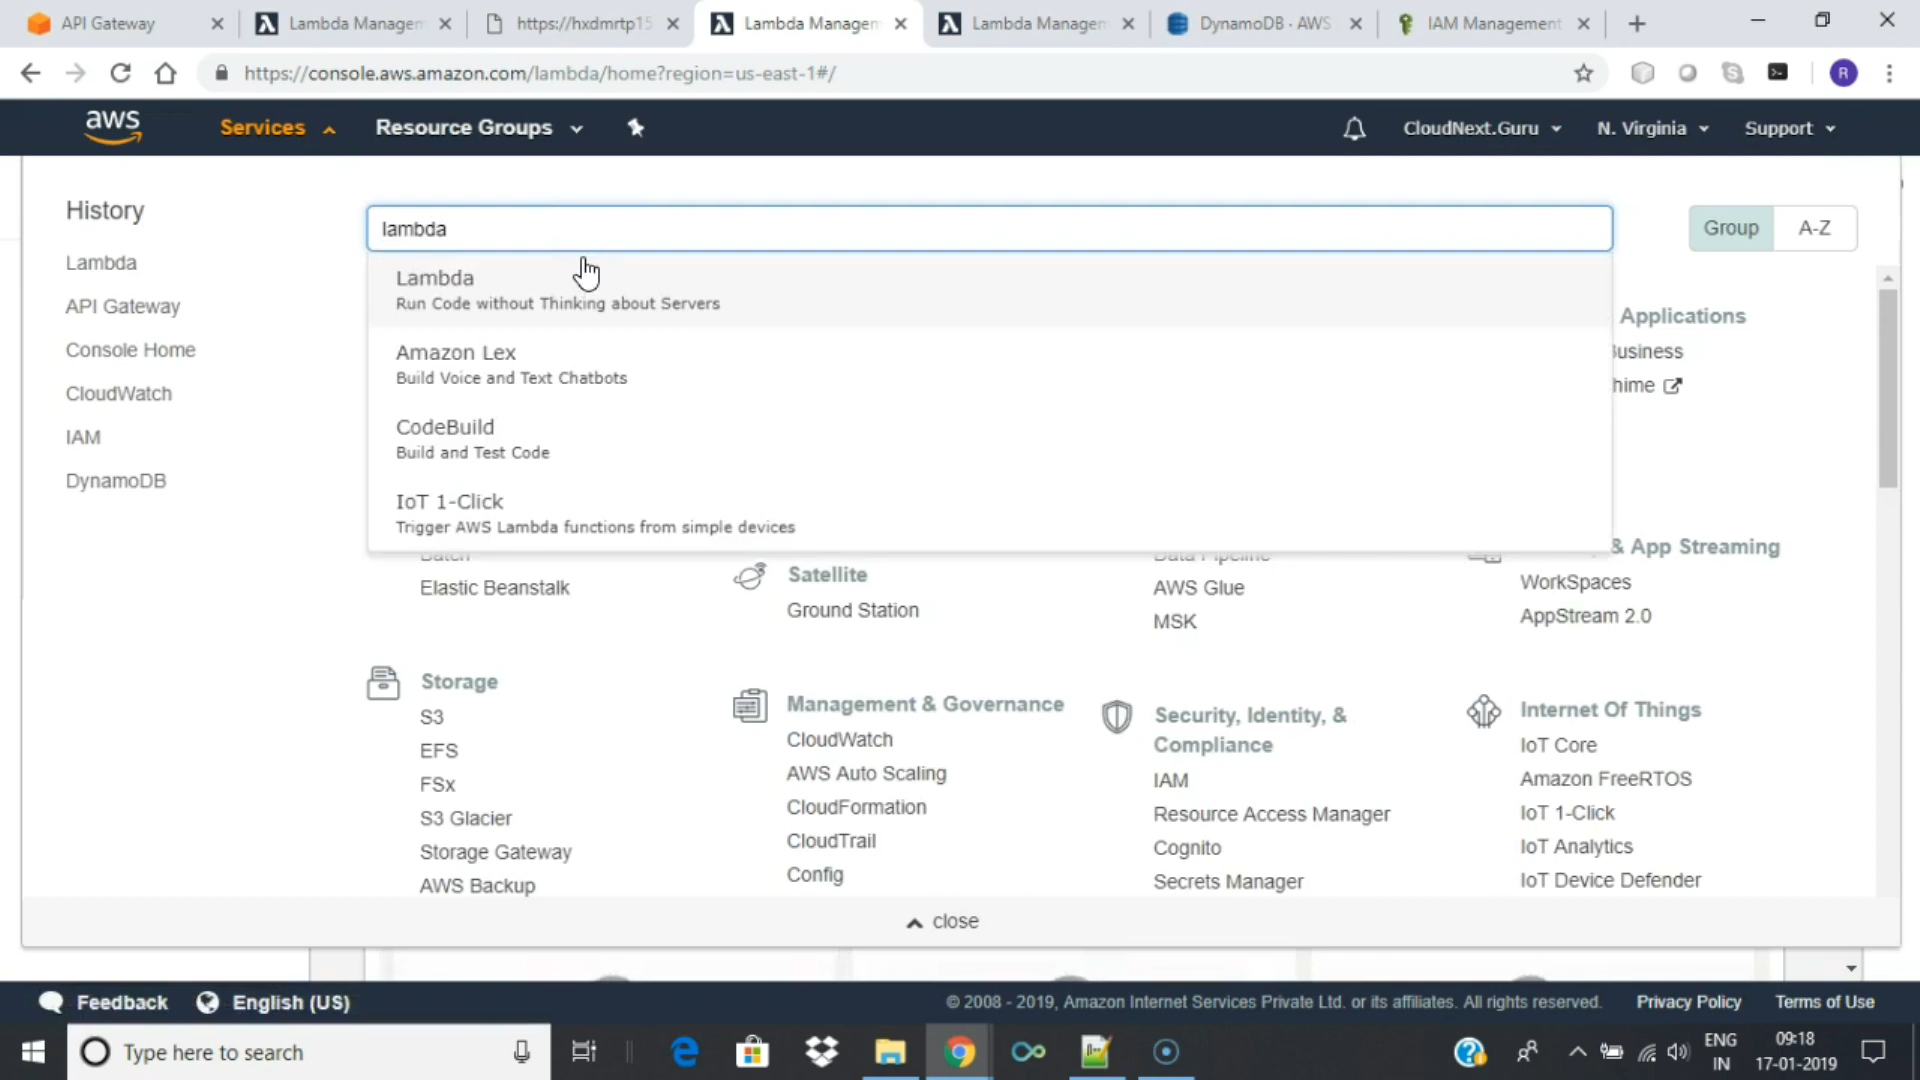 API Gateway
Lambda Managem
https://hxdmrtp15
Lambda Managem
Lambda Managem
DynamoDB · AWS
IAM Management
https://console.aws.amazon.com/lambda/home?region=us-east-1#/
R
aws
Services
Resource Groups
CloudNext.Guru
N. Virginia
Support
History
Lambda
API Gateway
Console Home
CloudWatch
IAM
DynamoDB
lambda
Group
A-Z
Lambda
Run Code without Thinking about Servers
Amazon Lex
Build Voice and Text Chatbots
CodeBuild
Build and Test Code
IoT 1-Click
Trigger AWS Lambda functions from simple devices
Batch
Elastic Beanstalk
Storage
S3
EFS
FSx
S3 Glacier
Storage Gateway
AWS Backup
Satellite
Ground Station
Management & Governance
CloudWatch
AWS Auto Scaling
CloudFormation
CloudTrail
Config
Data Pipeline
AWS Glue
MSK
Security, Identity, &
Compliance
IAM
Resource Access Manager
Cognito
Secrets Manager
Applications
Business
hime
& App Streaming
WorkSpaces
AppStream 2.0
Internet Of Things
IoT Core
Amazon FreeRTOS
IoT 1-Click
IoT Analytics
IoT Device Defender
close
Feedback
English (US)
© 2008 - 2019, Amazon Internet Services Private Ltd. or its affiliates. All rights reserved.
Privacy Policy
Terms of Use
Type here to search
ENG
IN
09:18
17-01-2019